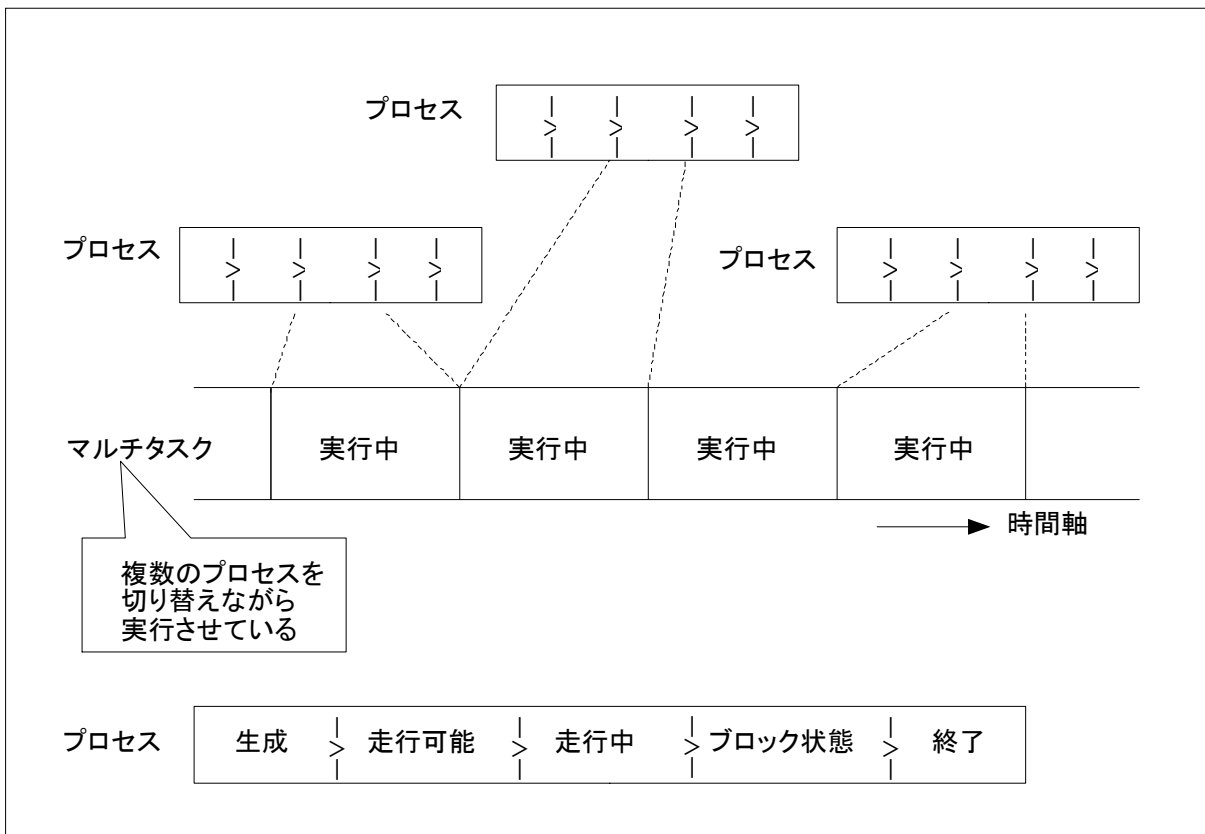 プロセス
プロセス
プロセス
マルチタスク
実行中
実行中
実行中
実行中
時間軸
複数のプロセスを
切り替えながら
実行させている
プロセス
生成
走行可能
走行中
ブロック状態
終了